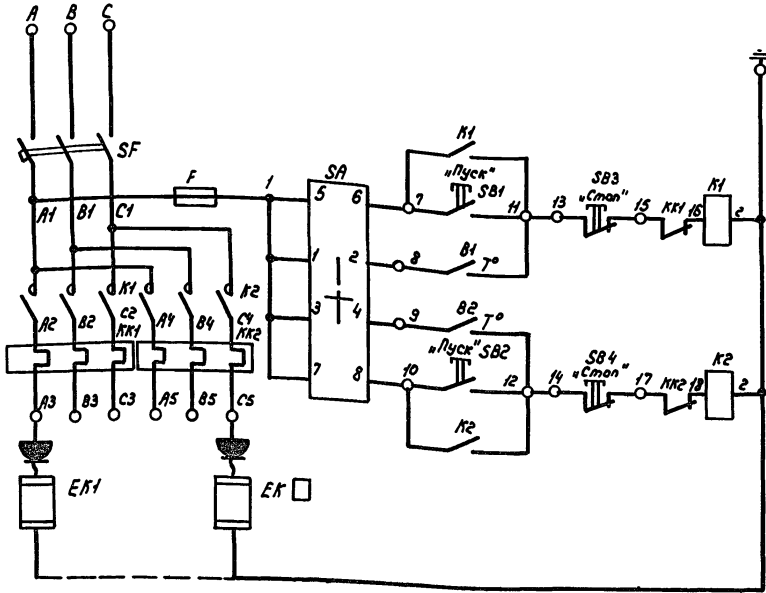 A B C
SF
F
1
SA
5 6
1 2
3 4
7 8
A1 B1 C1
K1
„Пуск"
SB1
7
11
13
SB3
„Стоп"
15
KK1
16
K1
2
8
B1 T°
9
B2 T°
„Пуск" SB2
10
12
14
SB4
„Стоп"
17
KK2
18
K2
2
K2
K1
K2
A2 B2 C2 A4 B4 C4
KK1
KK2
A3 B3 C3 A5 B5 C5
EK1
EK